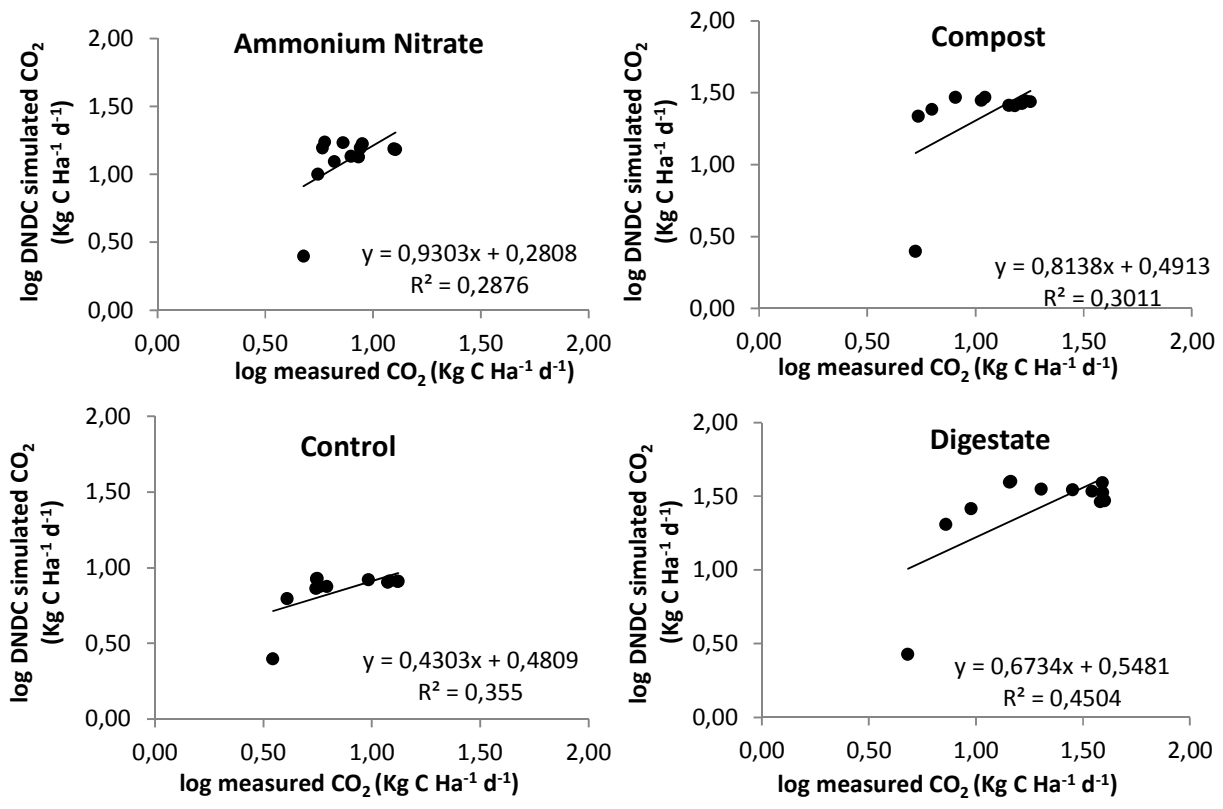 Ammonium Nitrate
log DNDC simulated CO₂
(Kg C Ha⁻¹ d⁻¹)
2,00
1,50
1,00
0,50
0,00
y = 0,9303x + 0,2808
R² = 0,2876
0,00 0,50 1,00 1,50 2,00
log measured CO₂ (Kg C Ha⁻¹ d⁻¹)
Compost
log DNDC simulated CO₂
(Kg C Ha⁻¹ d⁻¹)
2,00
1,50
1,00
0,50
0,00
y = 0,8138x + 0,4913
R² = 0,3011
0,00 0,50 1,00 1,50 2,00
log measured CO₂ (Kg C Ha⁻¹ d⁻¹)
Control
log DNDC simulated CO₂
(Kg C Ha⁻¹ d⁻¹)
2,00
1,50
1,00
0,50
0,00
y = 0,4303x + 0,4809
R² = 0,355
0,00 0,50 1,00 1,50 2,00
log measured CO₂ (Kg C Ha⁻¹ d⁻¹)
Digestate
log DNDC simulated CO₂
(Kg C Ha⁻¹ d⁻¹)
2,00
1,50
1,00
0,50
0,00
y = 0,6734x + 0,5481
R² = 0,4504
0,00 0,50 1,00 1,50 2,00
log measured CO₂ (Kg C Ha⁻¹ d⁻¹)